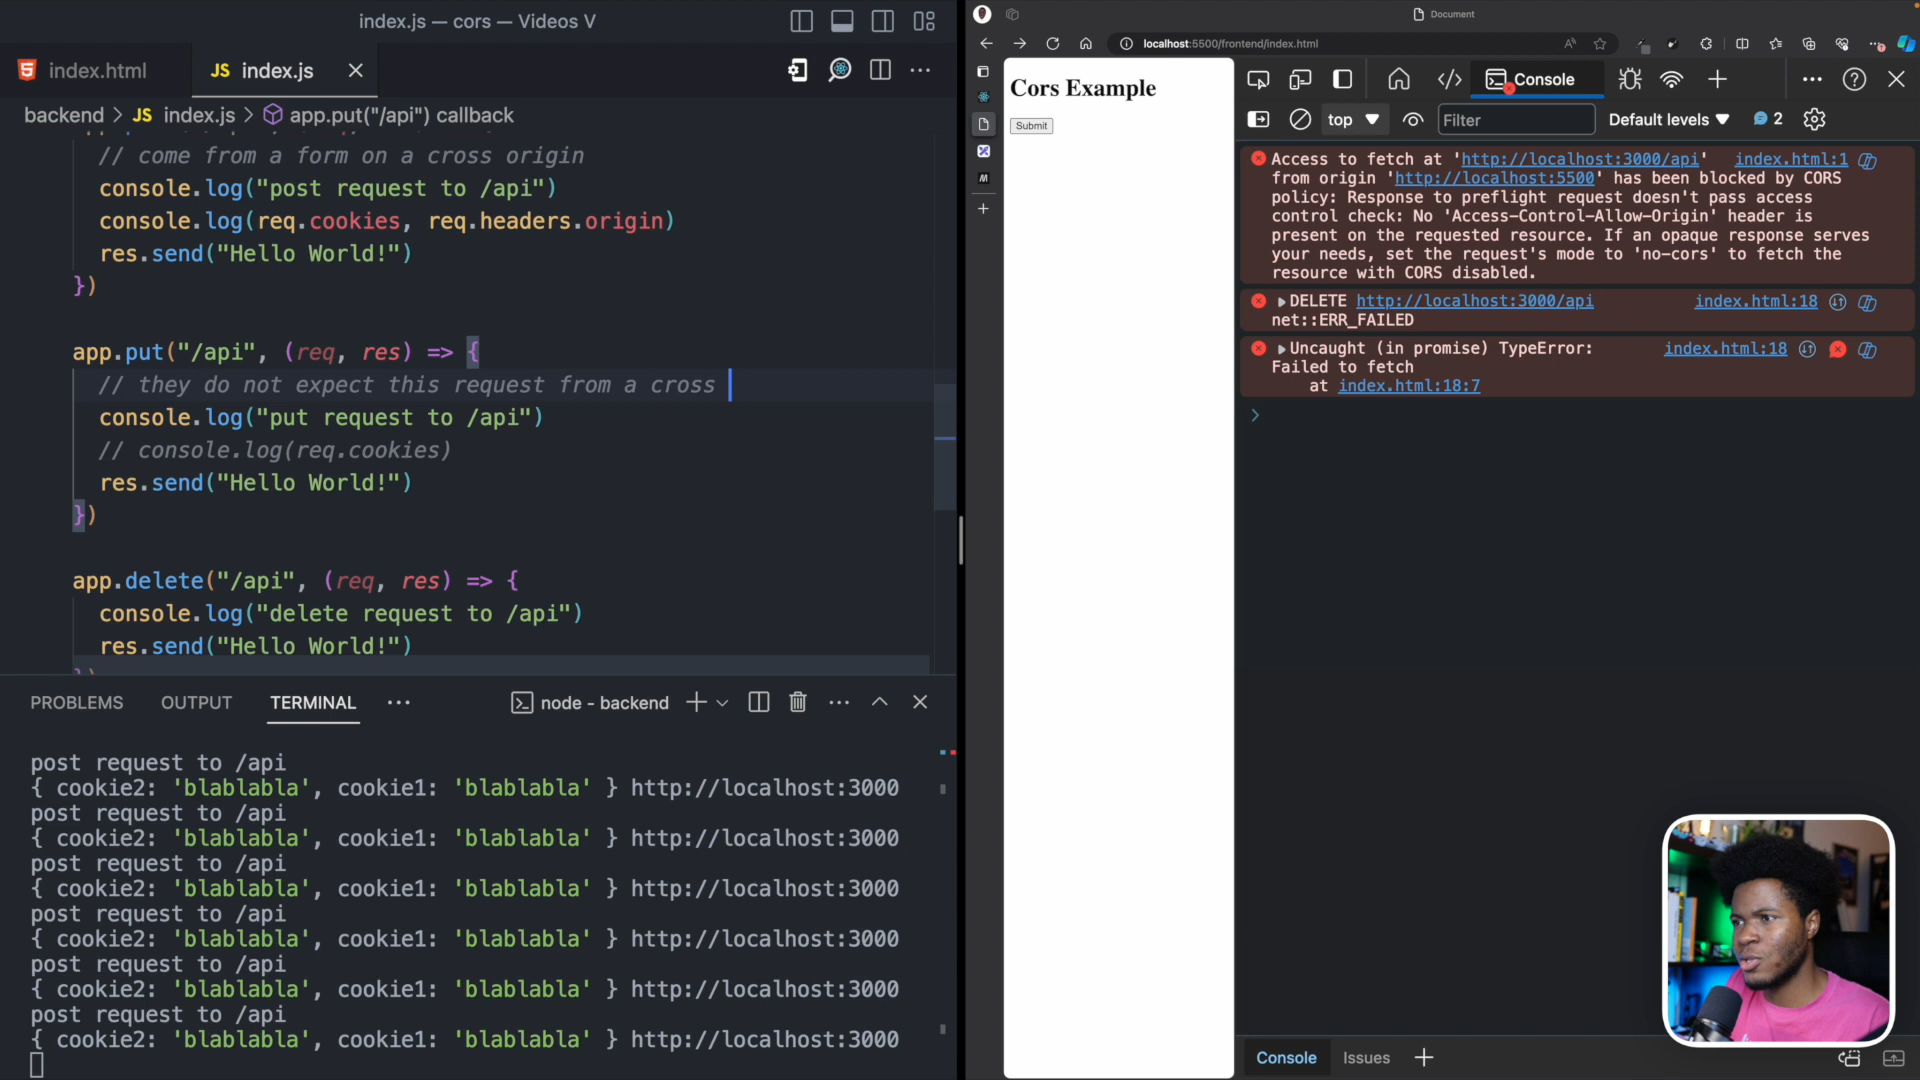 index.js — cors — Videos V
index.html
JS index.js
backend > JS index.js > app.put("/api") callback
// come from a form on a cross origin
console.log("post request to /api")
console.log(req.cookies, req.headers.origin)
res.send("Hello World!")
})
app.put("/api", (req, res) => {
// they do not expect this request from a cross
console.log("put request to /api")
// console.log(req.cookies)
res.send("Hello World!")
})
app.delete("/api", (req, res) => {
console.log("delete request to /api")
res.send("Hello World!")
PROBLEMS OUTPUT TERMINAL
node - backend
post request to /api
{ cookie2: 'blablabla', cookie1: 'blablabla' } http://localhost:3000
post request to /api
{ cookie2: 'blablabla', cookie1: 'blablabla' } http://localhost:3000
post request to /api
{ cookie2: 'blablabla', cookie1: 'blablabla' } http://localhost:3000
post request to /api
{ cookie2: 'blablabla', cookie1: 'blablabla' } http://localhost:3000
post request to /api
{ cookie2: 'blablabla', cookie1: 'blablabla' } http://localhost:3000
post request to /api
{ cookie2: 'blablabla', cookie1: 'blablabla' } http://localhost:3000
Document
localhost:5500/frontend/index.html
Cors Example
Submit
Console
top
Filter
Default levels
2
Access to fetch at 'http://localhost:3000/api' index.html:1
from origin 'http://localhost:5500' has been blocked by CORS
policy: Response to preflight request doesn't pass access
control check: No 'Access-Control-Allow-Origin' header is
present on the requested resource. If an opaque response serves
your needs, set the request's mode to 'no-cors' to fetch the
resource with CORS disabled.
DELETE http://localhost:3000/api index.html:18
net::ERR_FAILED
Uncaught (in promise) TypeError: index.html:18
Failed to fetch
at index.html:18:7
Console Issues